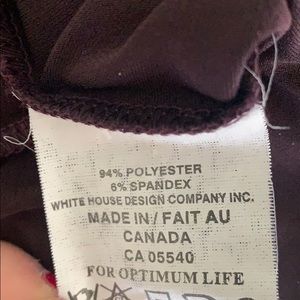 94% POLYESTER
6% SPANDEX
WHITE HOUSE DESIGN COMPANY INC.
MADE IN / FAIT AU
CANADA
CA 05540
FOR OPTIMUM LIFE